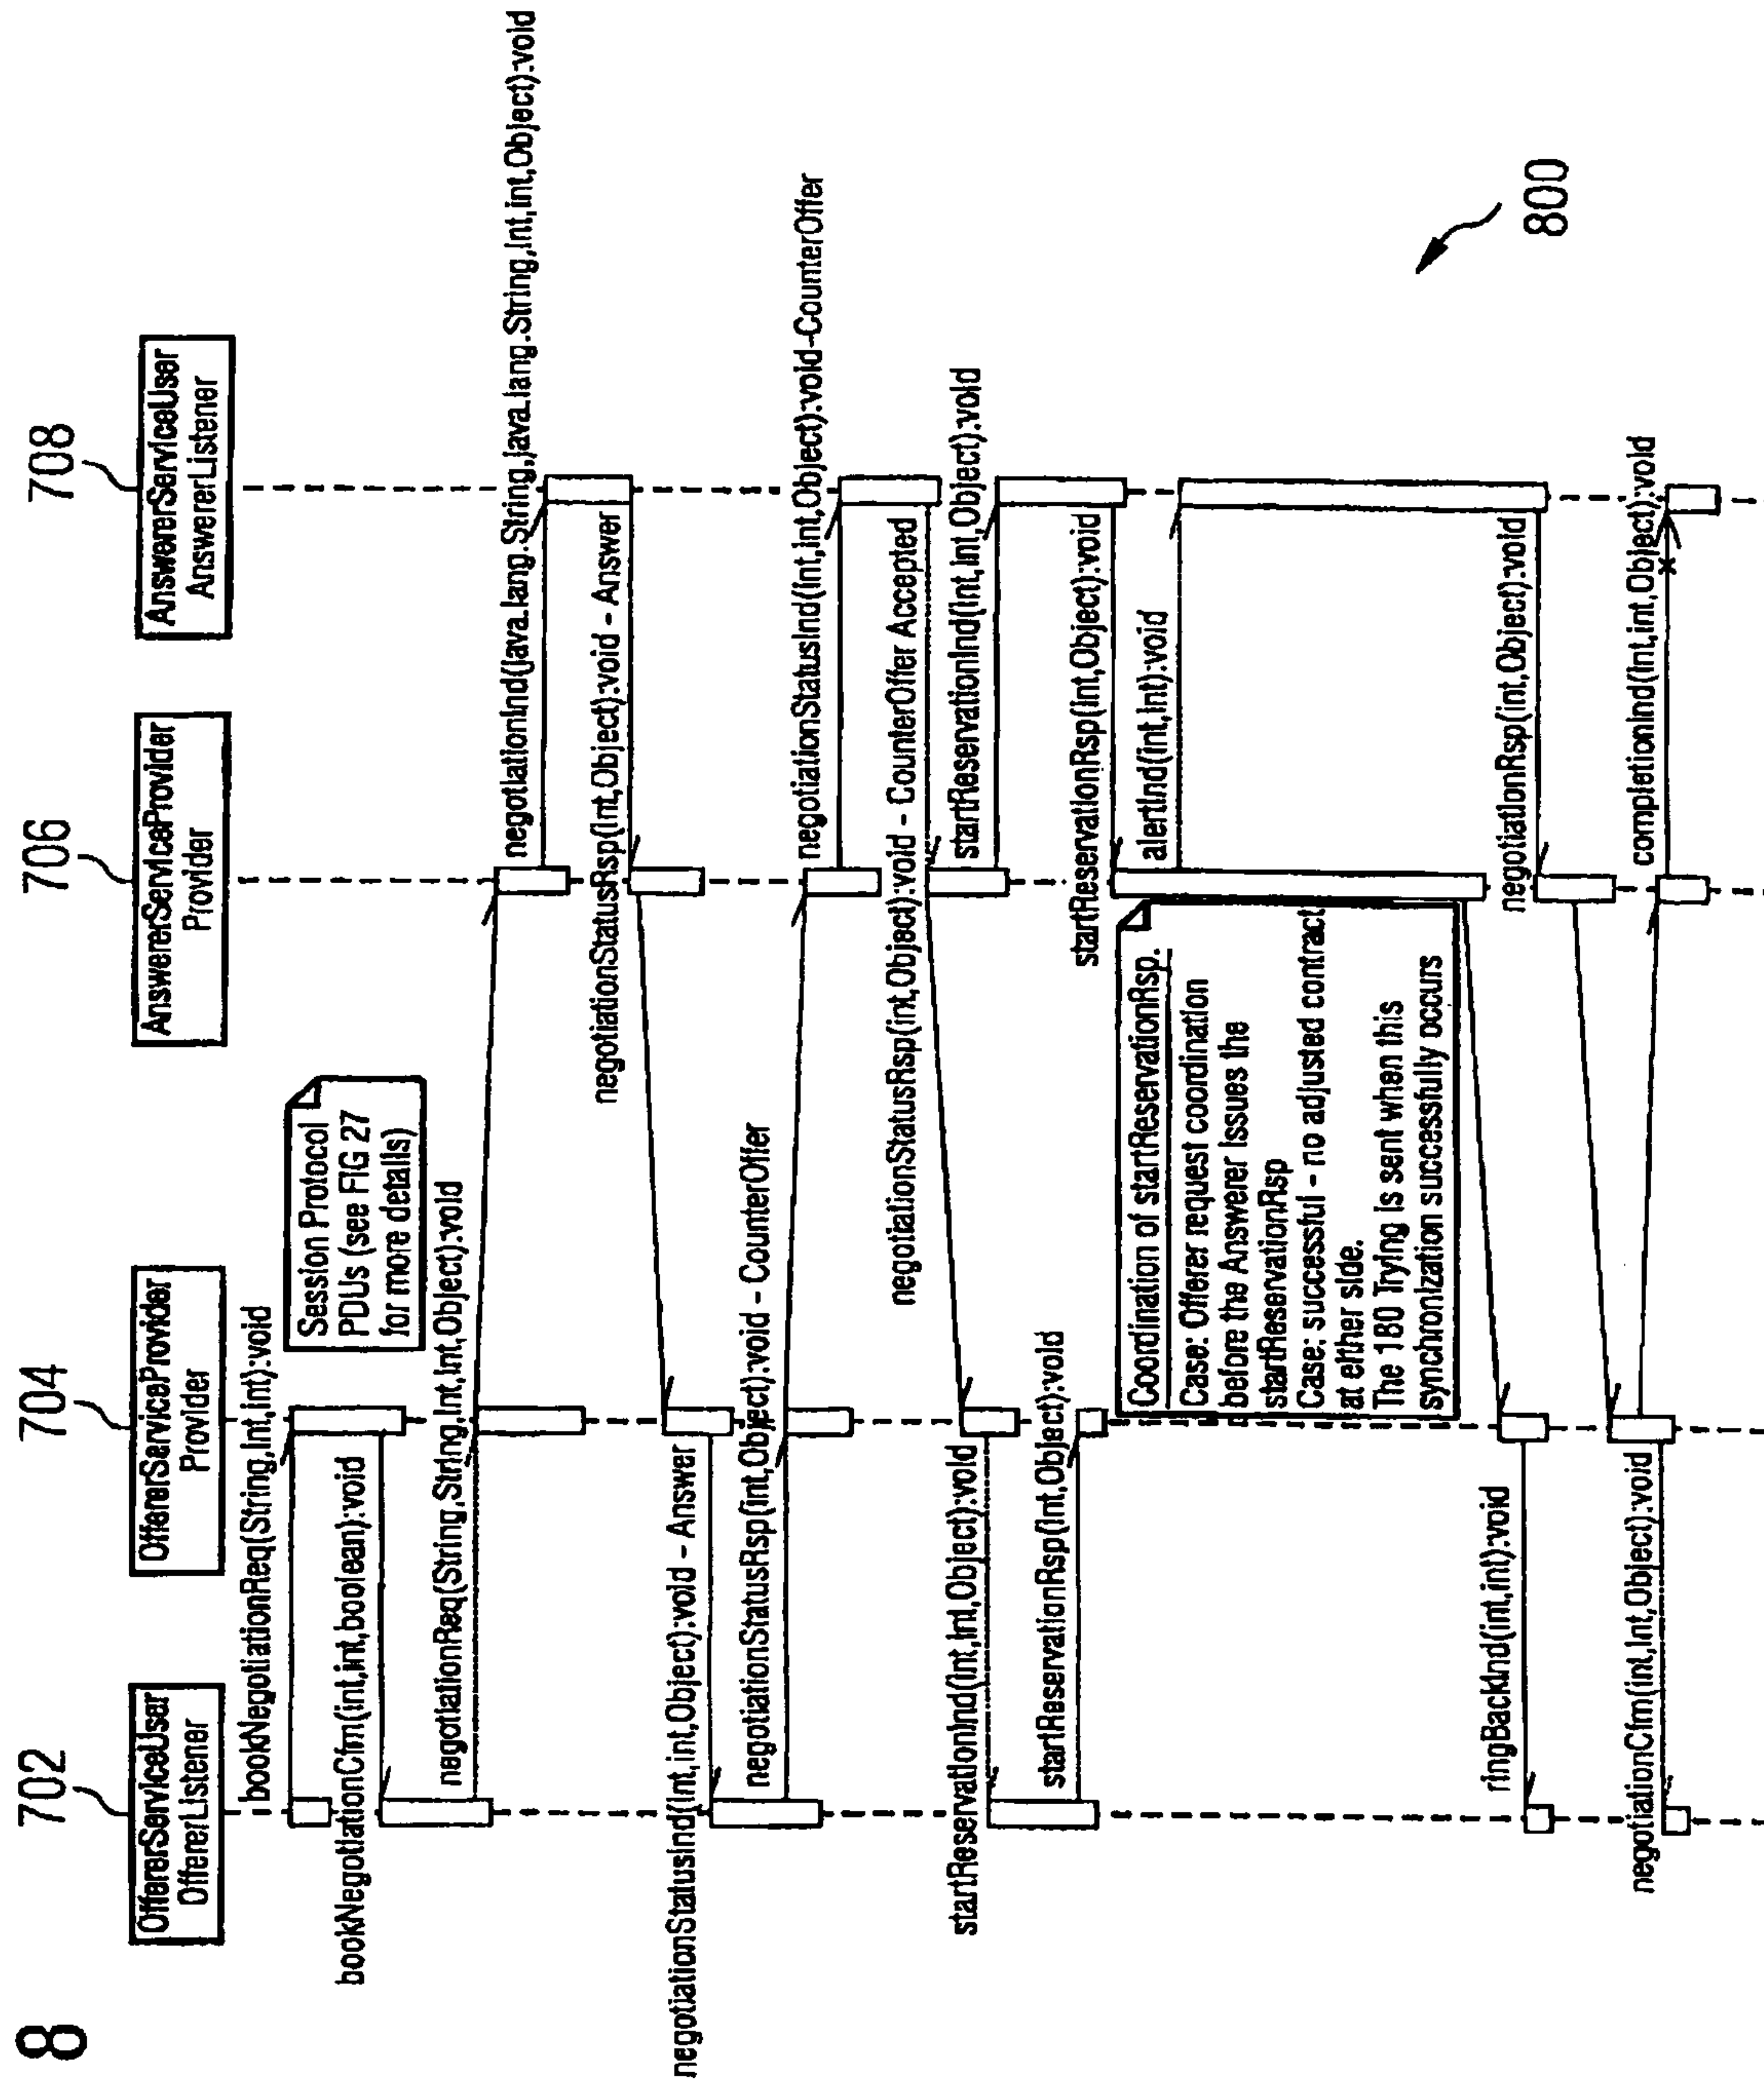 8
702
704
706
708
OffererServiceUser
OffererListener
OffererServiceProvider
Provider
AnswererServiceProvider
Provider
AnswererServiceUser
AnswererListener
bookNegotiationReq(String,int,int):void
Session Protocol
PDUs (see FIG 27
for more details)
bookNegotiationCfm(int,int,boolean):void
negotiationReq(String,String,int,int,Object):void
negotiationInd(java.lang.String,java.lang.String,int,int,Object):void
negotiationStatusRsp(int,Object):void - Answer
negotiationStatusInd(int,int,Object):void - Answer
negotiationStatusRsp(int,Object):void - CounterOffer
negotiationStatusInd(int,int,Object):void-CounterOffer
negotiationStatusRsp(int,Object):void - CounterOffer Accepted
startReservationInd(int,int,Object):void
startReservationInd(int,int,Object):void
startReservationRsp(int,Object):void
startReservationRsp(int,Object):void
alertInd(int,int):void
Coordination of startReservationRsp.
Case: Offerer request coordination
before the Answerer issues the
startReservationRsp
Case: successful - no adjusted contract
at either side.
The 180 Trying is sent when this
synchronization successfully occurs
ringBackInd(int,int):void
negotiationRsp(int,Object):void
negotiationCfm(int,int,Object):void
completionInd(int,int,Object):void
800